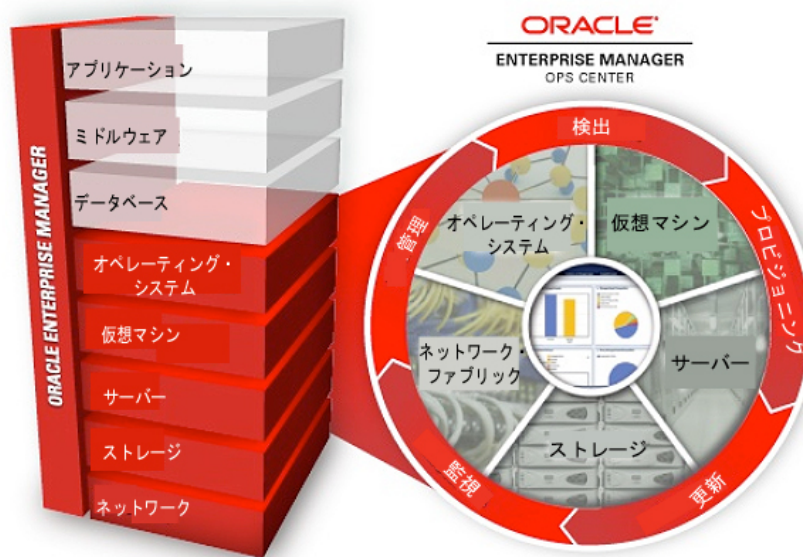 ORACLE ENTERPRISE MANAGER
アプリケーション
ミドルウェア
データベース
オペレーティング・
システム
仮想マシン
サーバー
ストレージ
ネットワーク
ORACLE
ENTERPRISE MANAGER
OPS CENTER
検出
プロビジョニング
更新
監視
管理
オペレーティング・
システム
仮想マシン
サーバー
ストレージ
ネットワーク・
ファブリック